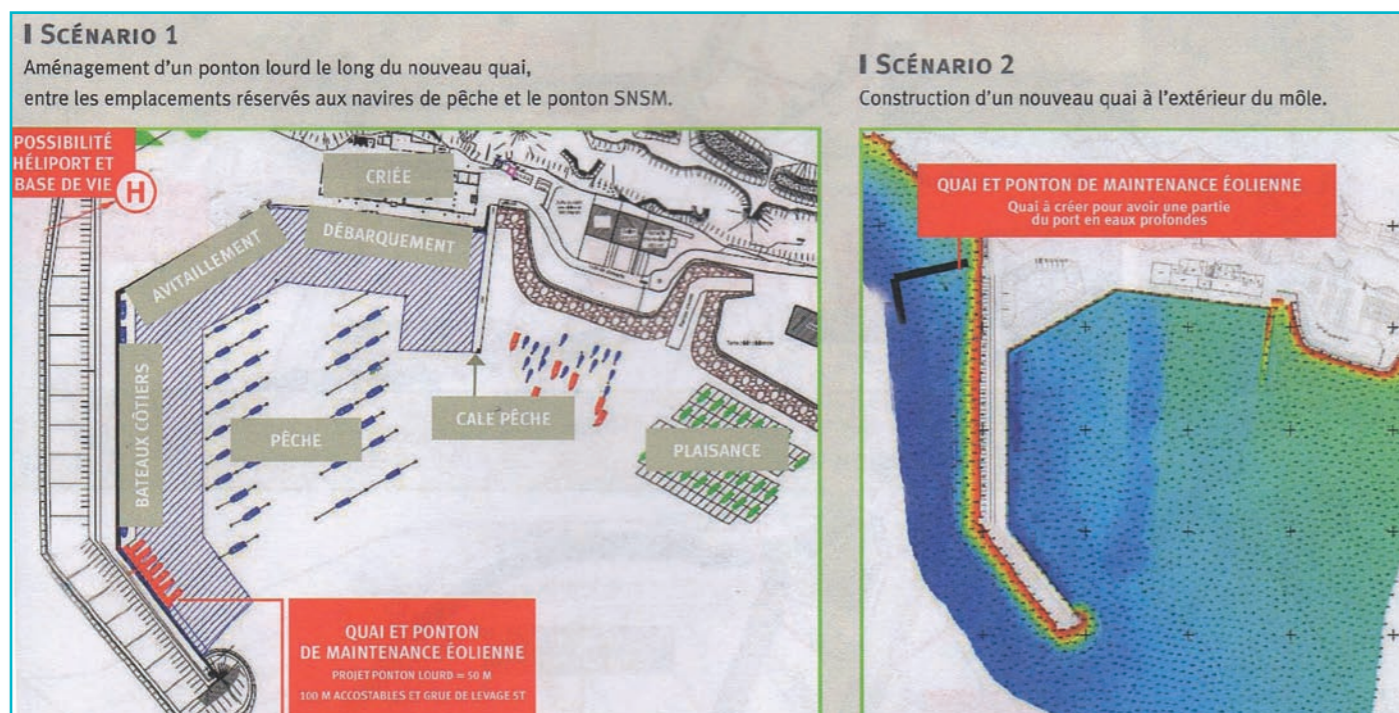 SCÉNARIO 1
Aménagement d'un ponton lourd le long du nouveau quai,
entre les emplacements réservés aux navires de pêche et le ponton SNSM.
POSSIBILITÉ
HÉLIPORT ET
BASE DE VIE
H
CRIÉE
AVITAILLEMENT
DÉBARQUEMENT
BATEAUX CÔTIERS
PÊCHE
CALE PÊCHE
PLAISANCE
QUAI ET PONTON
DE MAINTENANCE ÉOLIENNE
PROJET PONTON LOURD = 50 M
100 M ACCOSTABLES ET GRUE DE LEVAGE 5T
SCÉNARIO 2
Construction d'un nouveau quai à l'extérieur du môle.
QUAI ET PONTON DE MAINTENANCE ÉOLIENNE
Quai à créer pour avoir une partie
du port en eaux profondes